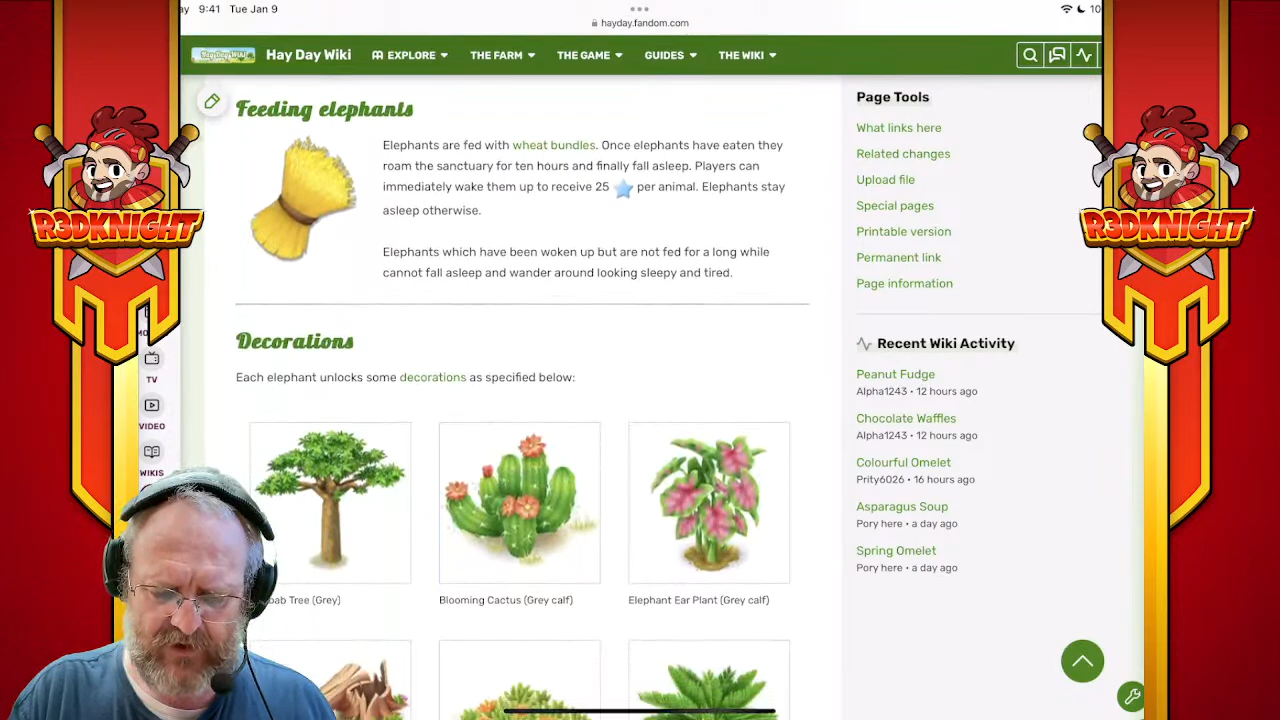 ay 9:41 Tue Jan 9
hayday.fandom.com
10
Hay Day Wiki
EXPLORE
THE FARM
THE GAME
GUIDES
THE WIKI
Feeding elephants
Elephants are fed with wheat bundles. Once elephants have eaten they
roam the sanctuary for ten hours and finally fall asleep. Players can
immediately wake them up to receive 25 per animal. Elephants stay
asleep otherwise.
Elephants which have been woken up but are not fed for a long while
cannot fall asleep and wander around looking sleepy and tired.
Decorations
Each elephant unlocks some decorations as specified below:
bab Tree (Grey)
Blooming Cactus (Grey calf)
Elephant Ear Plant (Grey calf)
Page Tools
What links here
Related changes
Upload file
Special pages
Printable version
Permanent link
Page information
Recent Wiki Activity
Peanut Fudge
Alpha1243 • 12 hours ago
Chocolate Waffles
Alpha1243 • 12 hours ago
Colourful Omelet
Prity6026 • 16 hours ago
Asparagus Soup
Pory here • a day ago
Spring Omelet
Pory here • a day ago
TV
VIDEO
WIKIS
R3DKNIGHT
R3DKNIGHT